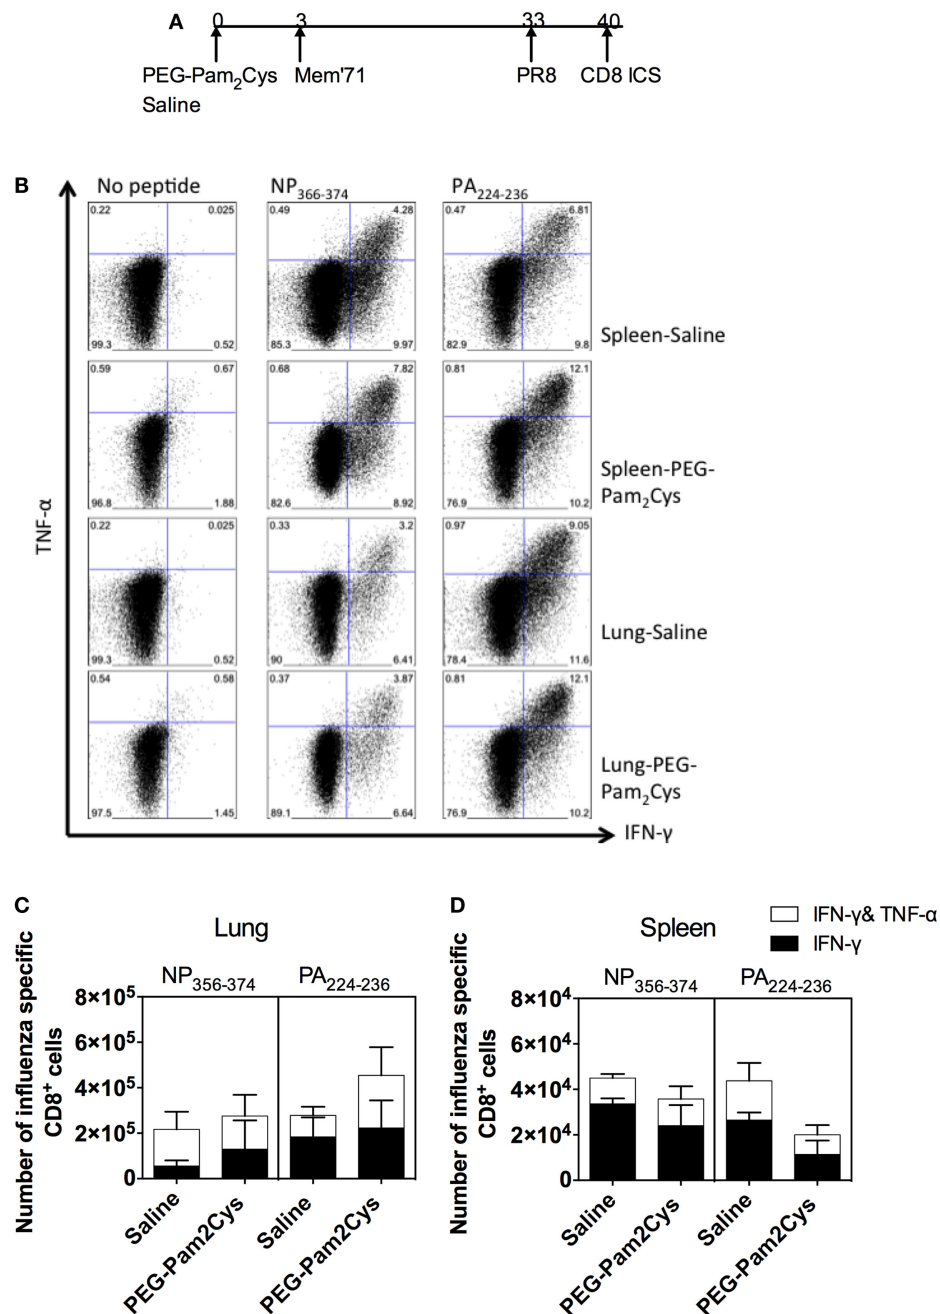 A 0 3 33 40
PEG-Pam2Cys Mem'71 PR8 CD8 ICS
Saline
B No peptide NP366-374 PA224-236
0.22 0.025 0.49 4.28 0.47 6.81
99.3 0.52 85.3 9.97 82.9 9.8
Spleen-Saline
0.59 0.67 0.68 7.82 0.81 12.1
96.8 1.88 82.6 8.92 76.9 10.2
Spleen-PEG-
Pam2Cys
TNF-α
0.22 0.025 0.33 3.2 0.97 9.05
99.3 0.52 90 6.41 78.4 11.6
Lung-Saline
0.54 0.58 0.37 3.87 0.81 12.1
97.5 1.45 89.1 6.64 76.9 10.2
Lung-PEG-
Pam2Cys
IFN-γ
C
Lung
NP356-374 PA224-236
Number of influenza specific
CD8+ cells
8×105
6×105
4×105
2×105
0
Saline
PEG-Pam2Cys
Saline
PEG-Pam2Cys
D
Spleen
IFN-γ& TNF-α
IFN-γ
NP356-374 PA224-236
Number of influenza specific
CD8+ cells
8×104
6×104
4×104
2×104
0
Saline
PEG-Pam2Cys
Saline
PEG-Pam2Cys